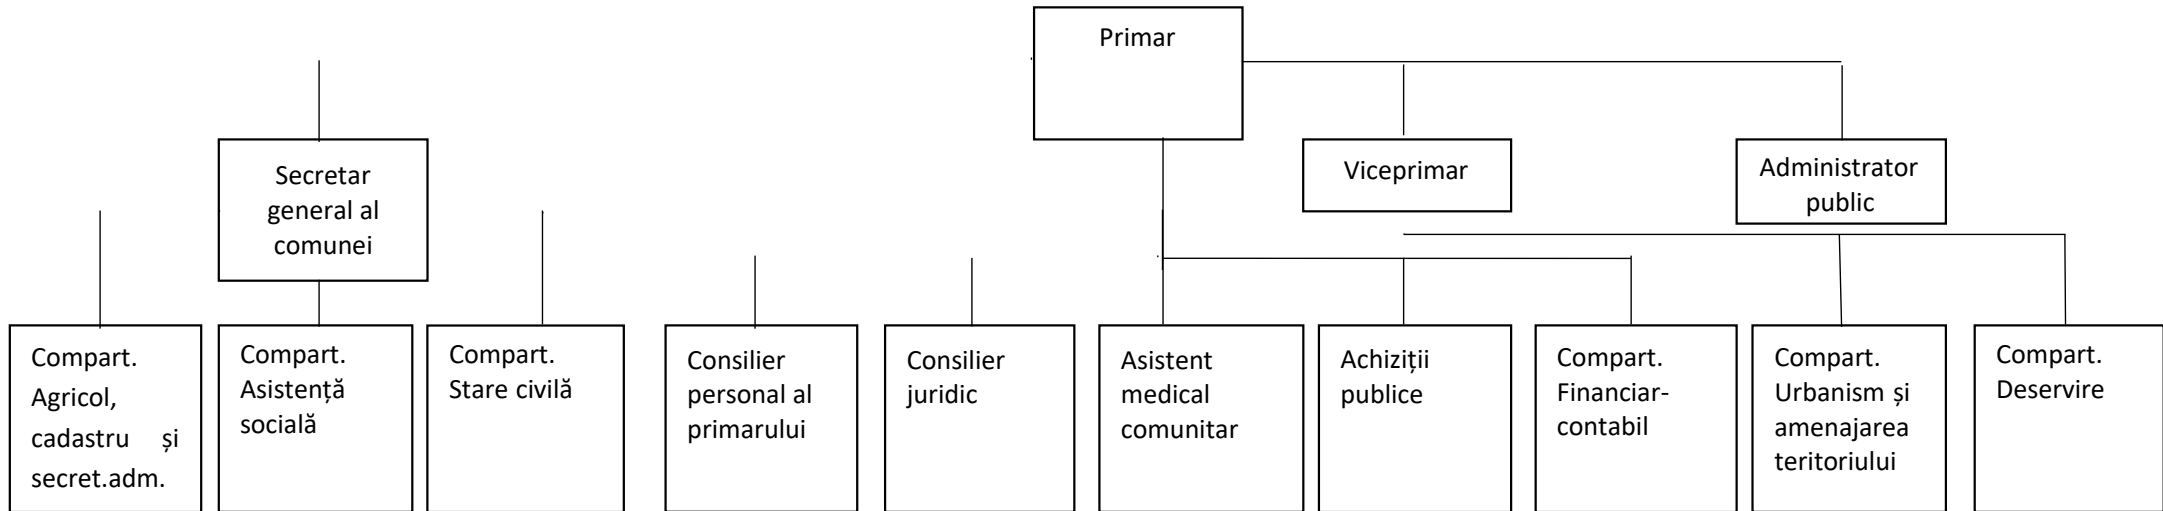 Primar
Secretar
general al
comunei
Viceprimar
Administrator
public
Compart.
Agricol,
cadastru și
secret.adm.
Compart.
Asistență
socială
Compart.
Stare civilă
Consilier
personal al
primarului
Consilier
juridic
Asistent
medical
comunitar
Achiziții
publice
Compart.
Financiar-
contabil
Compart.
Urbanism și
amenajarea
teritoriului
Compart.
Deservire